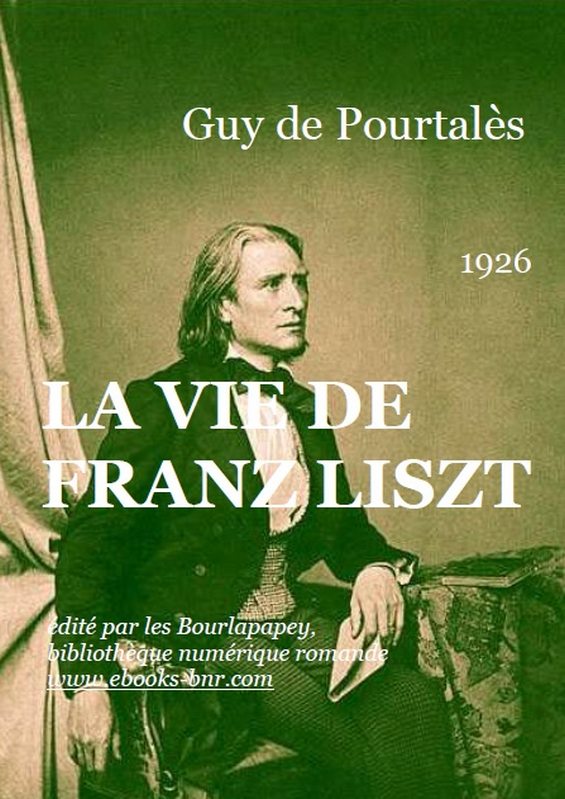 Guy de Pourtalès
1926
LA VIE DE
FRANZ LISZT
édité par les Bourlapapey,
bibliothèque numérique romande
www.ebooks-bnr.com